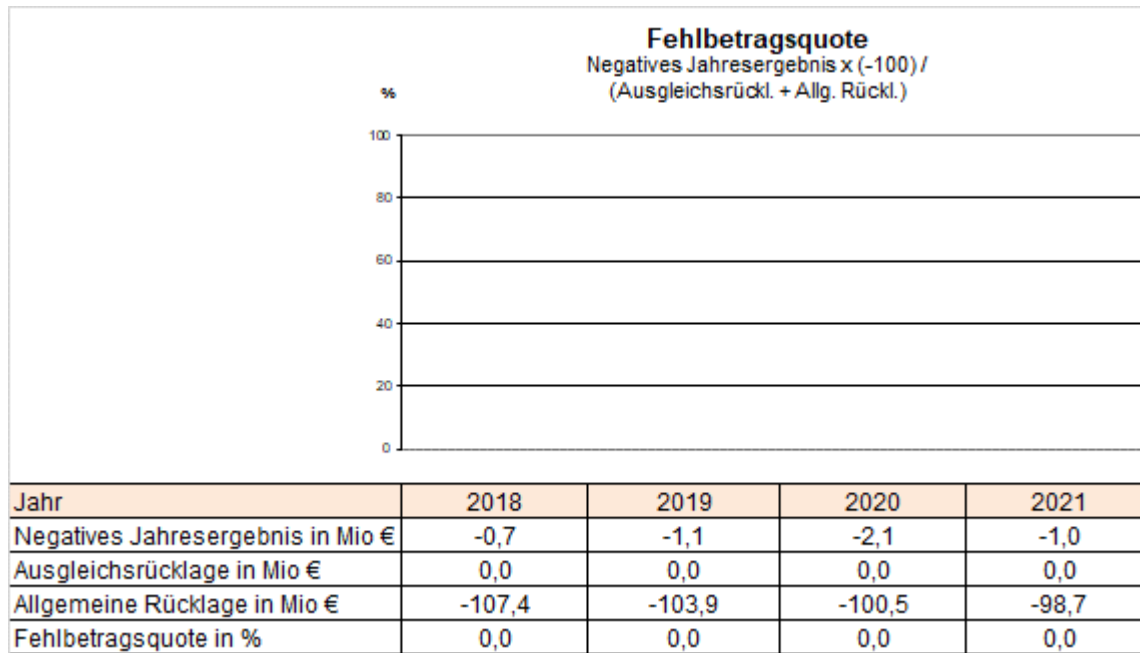 Fehlbetragsquote
Negatives Jahresergebnis x (-100) /
(Ausgleichsrückl. + Allg. Rückl.)
%
100
80
60
40
20
0
Jahr 2018 2019 2020 2021
Negatives Jahresergebnis in Mio € -0,7 -1,1 -2,1 -1,0
Ausgleichsrücklage in Mio € 0,0 0,0 0,0 0,0
Allgemeine Rücklage in Mio € -107,4 -103,9 -100,5 -98,7
Fehlbetragsquote in % 0,0 0,0 0,0 0,0